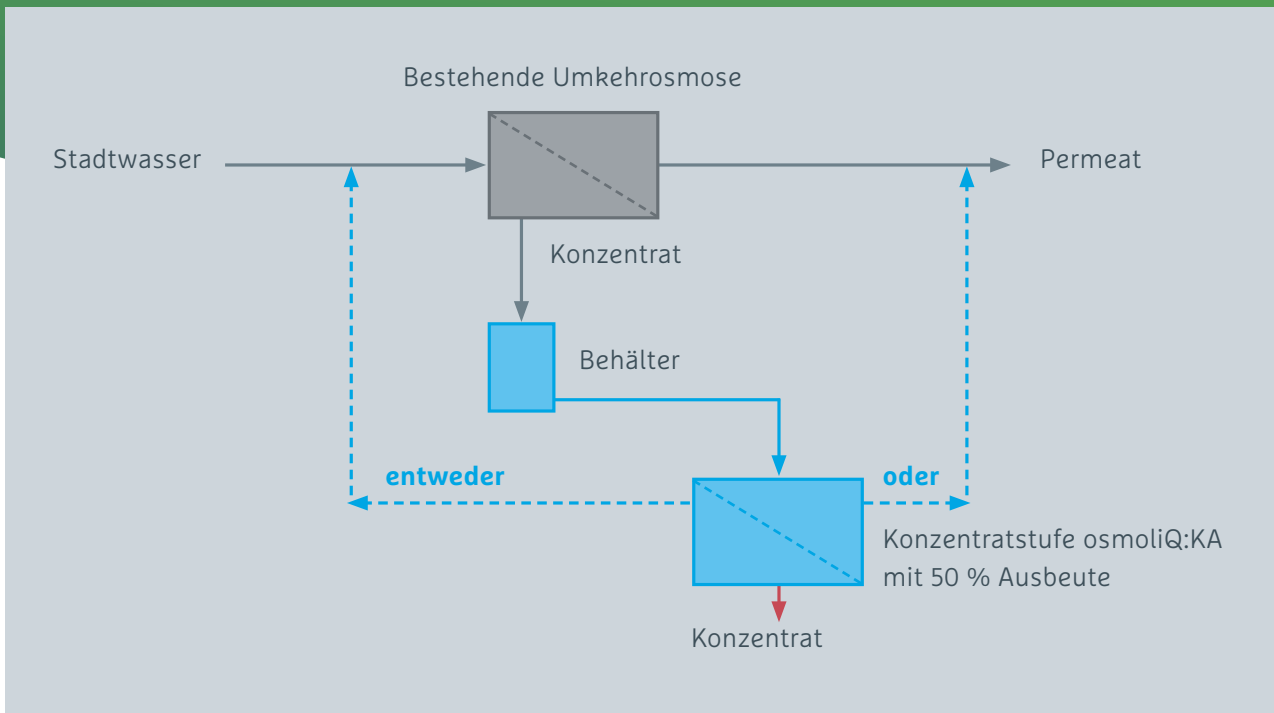 Bestehende Umkehrosmose
Stadtwasser
Permeat
Konzentrat
Behälter
entweder
oder
Konzentratstufe osmoliQ:KA
mit 50 % Ausbeute
Konzentrat